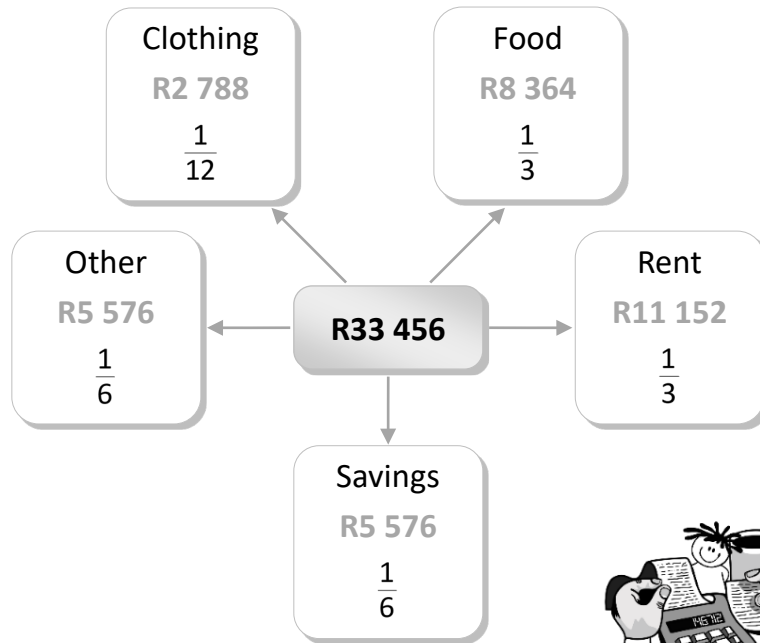 Clothing
R2 788
1
12
Food
R8 364
1
3
Other
R5 576
1
6
R33 456
Rent
R11 152
1
3
Savings
R5 576
1
6